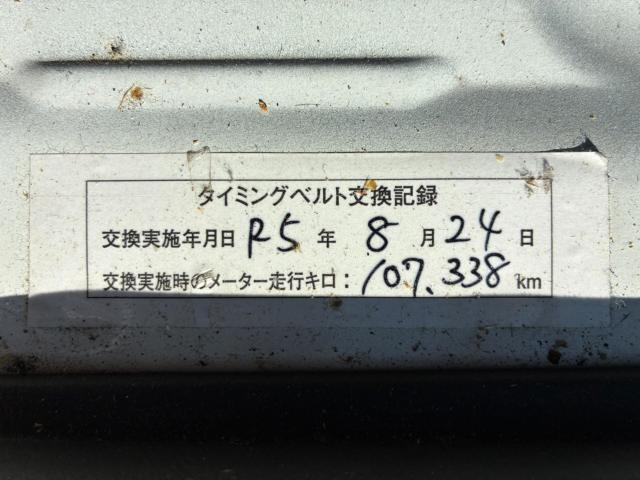 タイミングベルト交換記録
交換実施年月日 R5 年 8 月 24 日
交換実施時のメーター走行キロ: 107.338 km